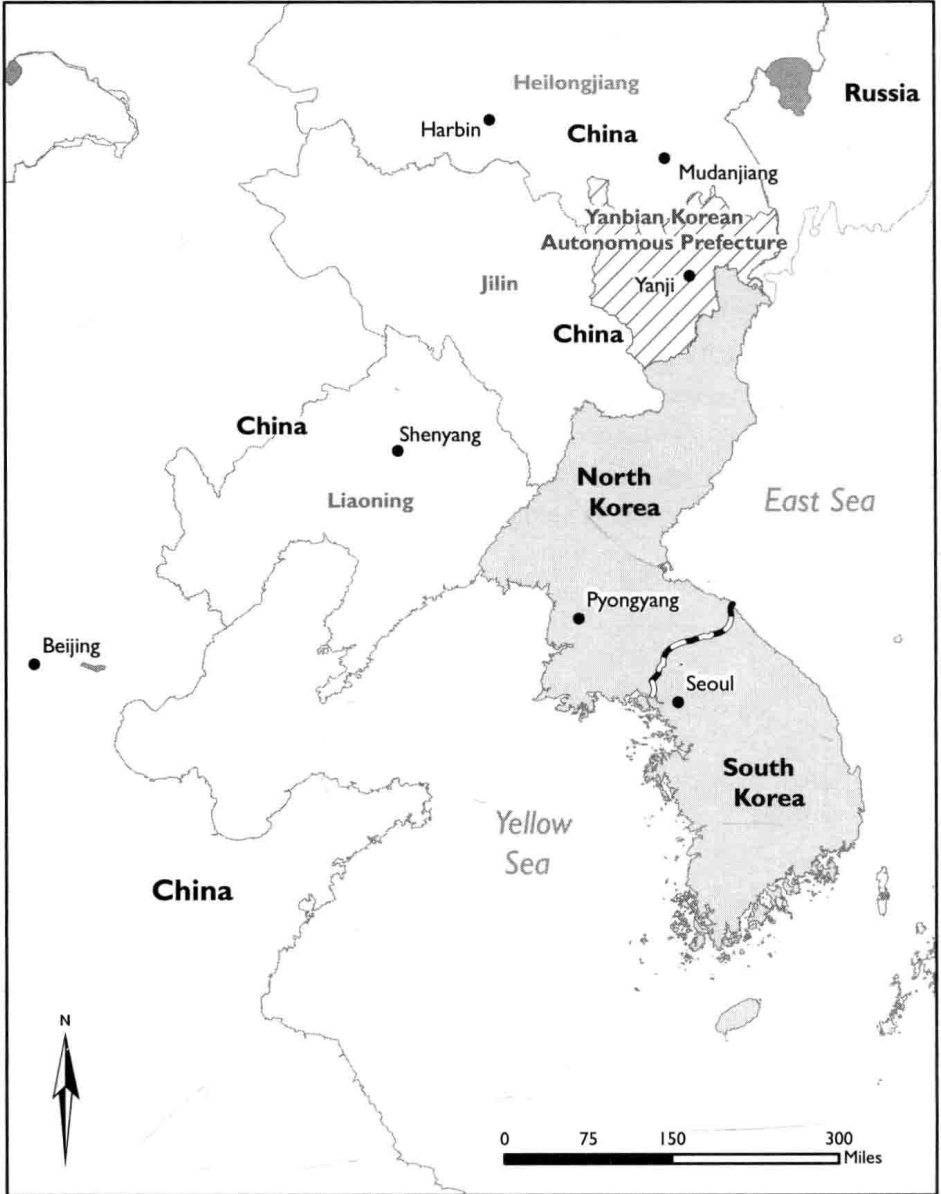 Heilongjiang
Russia
Harbin
China
Mudanjiang
Yanbian Korean
Autonomous Prefecture
Yanji
Jilin
China
China
Shenyang
North
Korea
Liaoning
East Sea
Pyongyang
Beijing
Seoul
South
Korea
Yellow
Sea
China
N
0 75 150 300
Miles